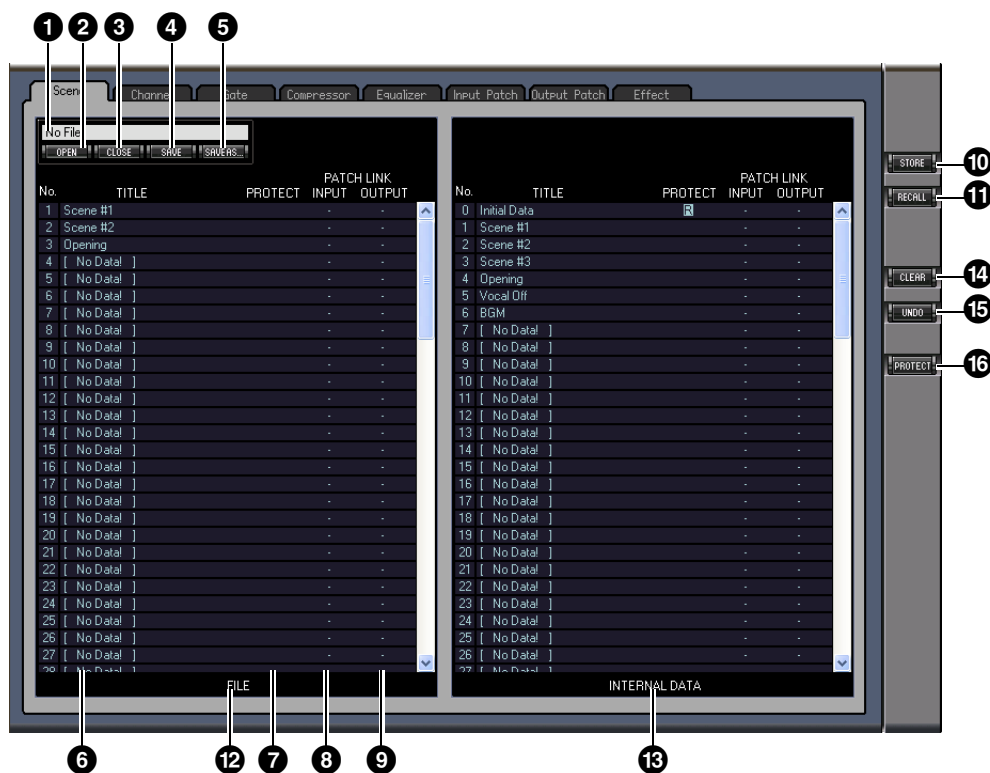 1 2 3 4 5
Scene Channel Gate Compressor Equalizer Input Patch Output Patch Effect
No File
OPEN CLOSE SAVE SAVE AS...
PATCH LINK
No. TITLE PROTECT INPUT OUTPUT
1 Scene #1 - -
2 Scene #2 - -
3 Opening - -
4 [ No Data! ] - -
5 [ No Data! ] - -
6 [ No Data! ] - -
7 [ No Data! ] - -
8 [ No Data! ] - -
9 [ No Data! ] - -
10 [ No Data! ] - -
11 [ No Data! ] - -
12 [ No Data! ] - -
13 [ No Data! ] - -
14 [ No Data! ] - -
15 [ No Data! ] - -
16 [ No Data! ] - -
17 [ No Data! ] - -
18 [ No Data! ] - -
19 [ No Data! ] - -
20 [ No Data! ] - -
21 [ No Data! ] - -
22 [ No Data! ] - -
23 [ No Data! ] - -
24 [ No Data! ] - -
25 [ No Data! ] - -
26 [ No Data! ] - -
27 [ No Data! ] - -
28 [ No Data! ]
FILE
PATCH LINK
No. TITLE PROTECT INPUT OUTPUT
0 Initial Data R - -
1 Scene #1 - -
2 Scene #2 - -
3 Scene #3 - -
4 Opening - -
5 Vocal Off - -
6 BGM - -
7 [ No Data! ] - -
8 [ No Data! ] - -
9 [ No Data! ] - -
10 [ No Data! ] - -
11 [ No Data! ] - -
12 [ No Data! ] - -
13 [ No Data! ] - -
14 [ No Data! ] - -
15 [ No Data! ] - -
16 [ No Data! ] - -
17 [ No Data! ] - -
18 [ No Data! ] - -
19 [ No Data! ] - -
20 [ No Data! ] - -
21 [ No Data! ] - -
22 [ No Data! ] - -
23 [ No Data! ] - -
24 [ No Data! ] - -
25 [ No Data! ] - -
26 [ No Data! ] - -
27 [ No Data! ]
INTERNAL DATA
STORE 10
RECALL 11
CLEAR 14
UNDO 15
PROTECT 16
6 12 7 8 9 13